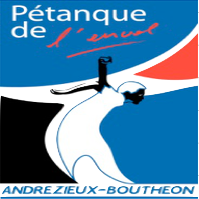 Pétanque
de l'envol
ANDREZIEUX-BOUTHEON